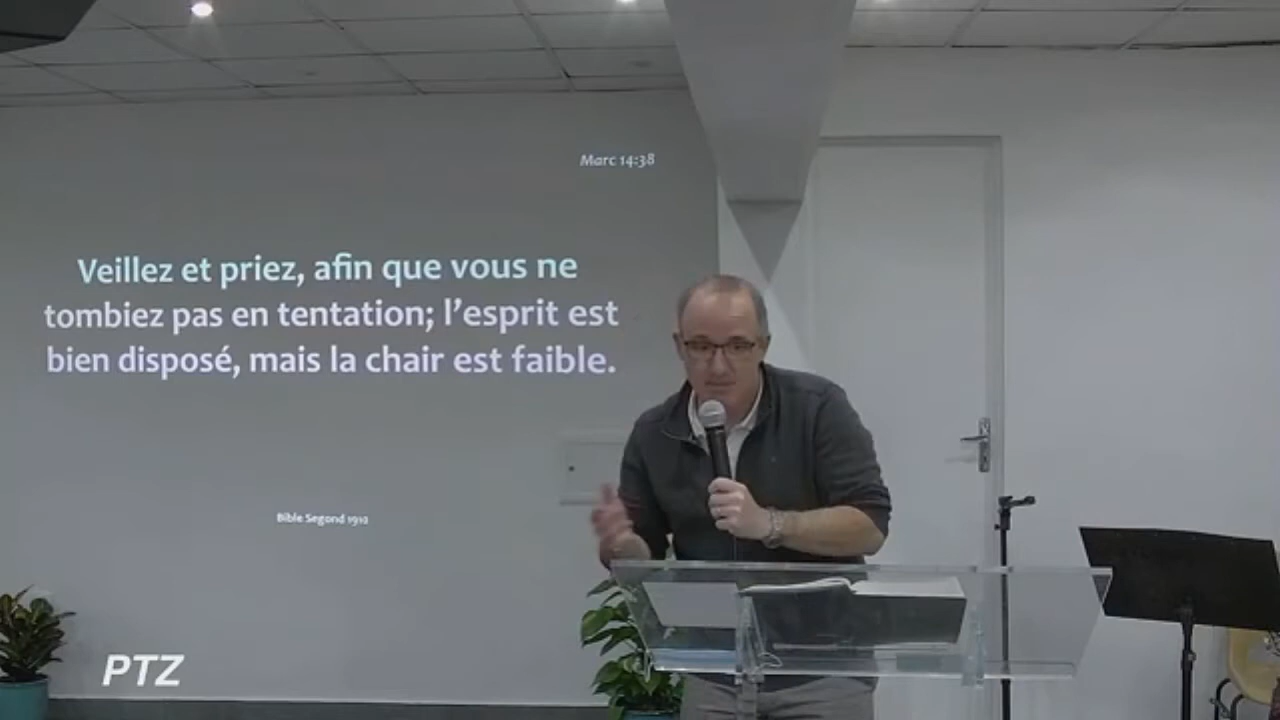 Marc 14:38
Veillez et priez, afin que vous ne
tombiez pas en tentation; l'esprit est
bien disposé, mais la chair est faible.
Bible Segond 1910
PTZ